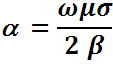 α = ωμσ / 2 β